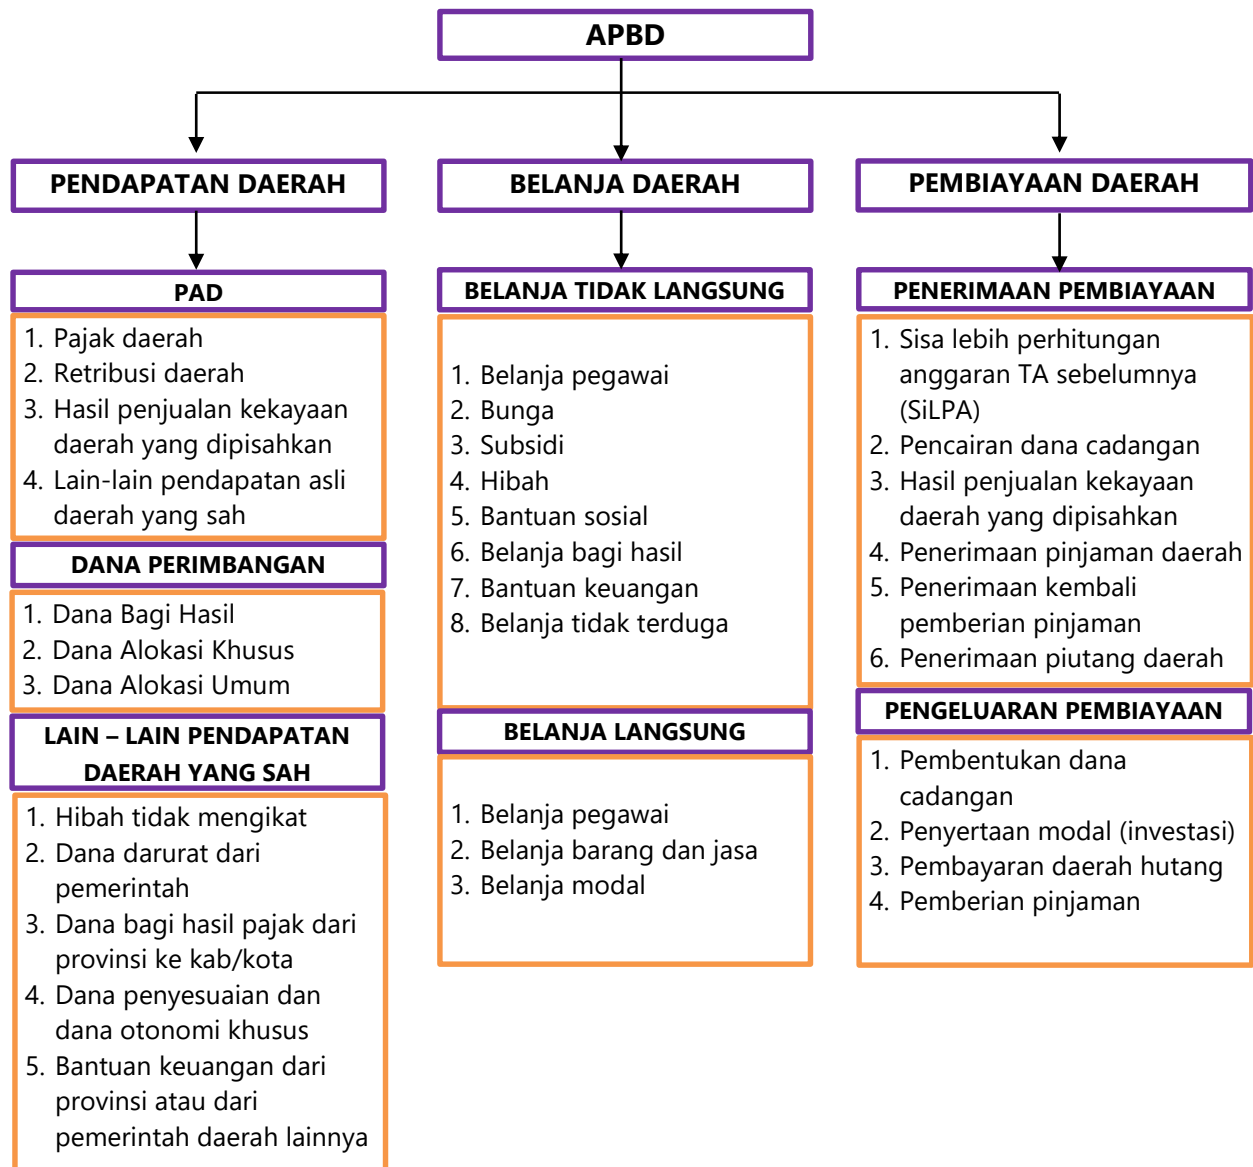 APBD
PENDAPATAN DAERAH
PAD
1. Pajak daerah
2. Retribusi daerah
3. Hasil penjualan kekayaan
daerah yang dipisahkan
4. Lain-lain pendapatan asli
daerah yang sah
DANA PERIMBANGAN
1. Dana Bagi Hasil
2. Dana Alokasi Khusus
3. Dana Alokasi Umum
LAIN – LAIN PENDAPATAN
DAERAH YANG SAH
1. Hibah tidak mengikat
2. Dana darurat dari
pemerintah
3. Dana bagi hasil pajak dari
provinsi ke kab/kota
4. Dana penyesuaian dan
dana otonomi khusus
5. Bantuan keuangan dari
provinsi atau dari
pemerintah daerah lainnya
BELANJA DAERAH
BELANJA TIDAK LANGSUNG
1. Belanja pegawai
2. Bunga
3. Subsidi
4. Hibah
5. Bantuan sosial
6. Belanja bagi hasil
7. Bantuan keuangan
8. Belanja tidak terduga
BELANJA LANGSUNG
1. Belanja pegawai
2. Belanja barang dan jasa
3. Belanja modal
PEMBIAYAAN DAERAH
PENERIMAAN PEMBIAYAAN
1. Sisa lebih perhitungan
anggaran TA sebelumnya
(SiLPA)
2. Pencairan dana cadangan
3. Hasil penjualan kekayaan
daerah yang dipisahkan
4. Penerimaan pinjaman daerah
5. Penerimaan kembali
pemberian pinjaman
6. Penerimaan piutang daerah
PENGELUARAN PEMBIAYAAN
1. Pembentukan dana
cadangan
2. Penyertaan modal (investasi)
3. Pembayaran daerah hutang
4. Pemberian pinjaman